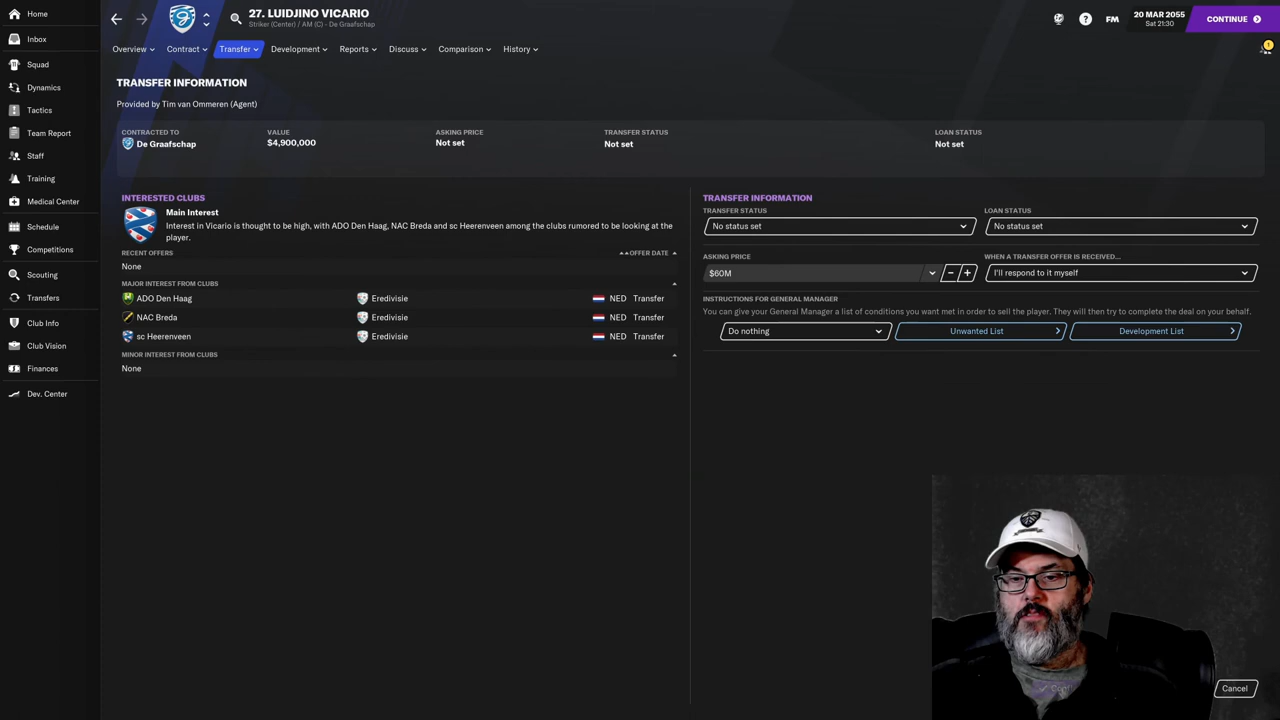 Home
Inbox
Squad
Dynamics
Tactics
Team Report
Staff
Training
Medical Center
Schedule
Competitions
Scouting
Transfers
Club Info
Club Vision
Finances
Dev. Center
27. LUIDJINO VICARIO
Striker (Center) / AM (C) - De Graafschap
FM
20 MAR 2055
Sat 21:30
CONTINUE
Overview
Contract
Transfer
Development
Reports
Discuss
Comparison
History
TRANSFER INFORMATION
Provided by Tim van Ommeren (Agent)
CONTRACTED TO
De Graafschap
VALUE
$4,900,000
ASKING PRICE
Not set
TRANSFER STATUS
Not set
LOAN STATUS
Not set
INTERESTED CLUBS
Main Interest
Interest in Vicario is thought to be high, with ADO Den Haag, NAC Breda and sc Heerenveen among the clubs rumored to be looking at the
player.
RECENT OFFERS
OFFER DATE
None
MAJOR INTEREST FROM CLUBS
ADO Den Haag Eredivisie NED Transfer
NAC Breda Eredivisie NED Transfer
sc Heerenveen Eredivisie NED Transfer
MINOR INTEREST FROM CLUBS
None
TRANSFER INFORMATION
TRANSFER STATUS
No status set
LOAN STATUS
No status set
ASKING PRICE
$60M
WHEN A TRANSFER OFFER IS RECEIVED...
I'll respond to it myself
INSTRUCTIONS FOR GENERAL MANAGER
You can give your General Manager a list of conditions you want met in order to sell the player. They will then try to complete the deal on your behalf.
Do nothing
Unwanted List
Development List
Cancel